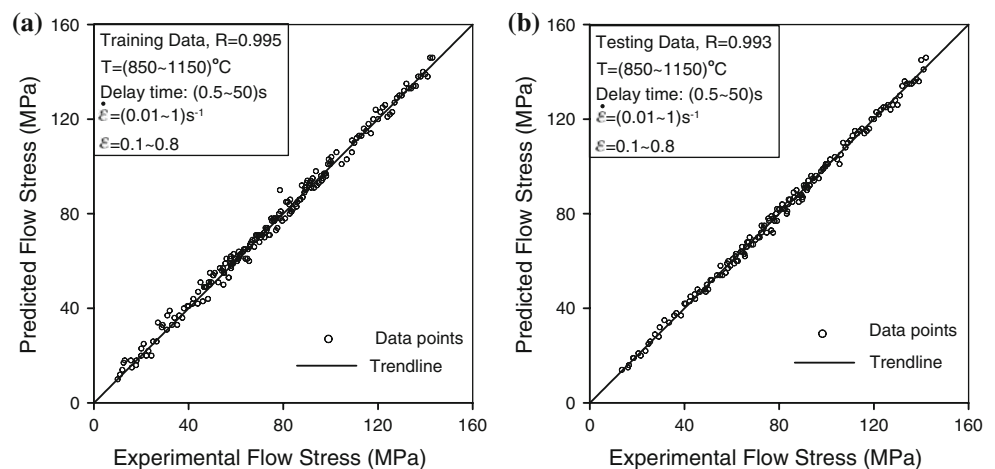 (a)
160
120
80
40
0
Predicted Flow Stress (MPa)
Training Data, R=0.995
T=(850~1150)°C
Delay time: (0.5~50)s
ε̇=(0.01~1)s⁻¹
ε=0.1~0.8
Data points
Trendline
0 40 80 120 160
Experimental Flow Stress (MPa)
(b)
160
120
80
40
0
Predicted Flow Stress (MPa)
Testing Data, R=0.993
T=(850~1150)°C
Delay time: (0.5~50)s
ε̇=(0.01~1)s⁻¹
ε=0.1~0.8
Data points
Trendline
0 40 80 120 160
Experimental Flow Stress (MPa)